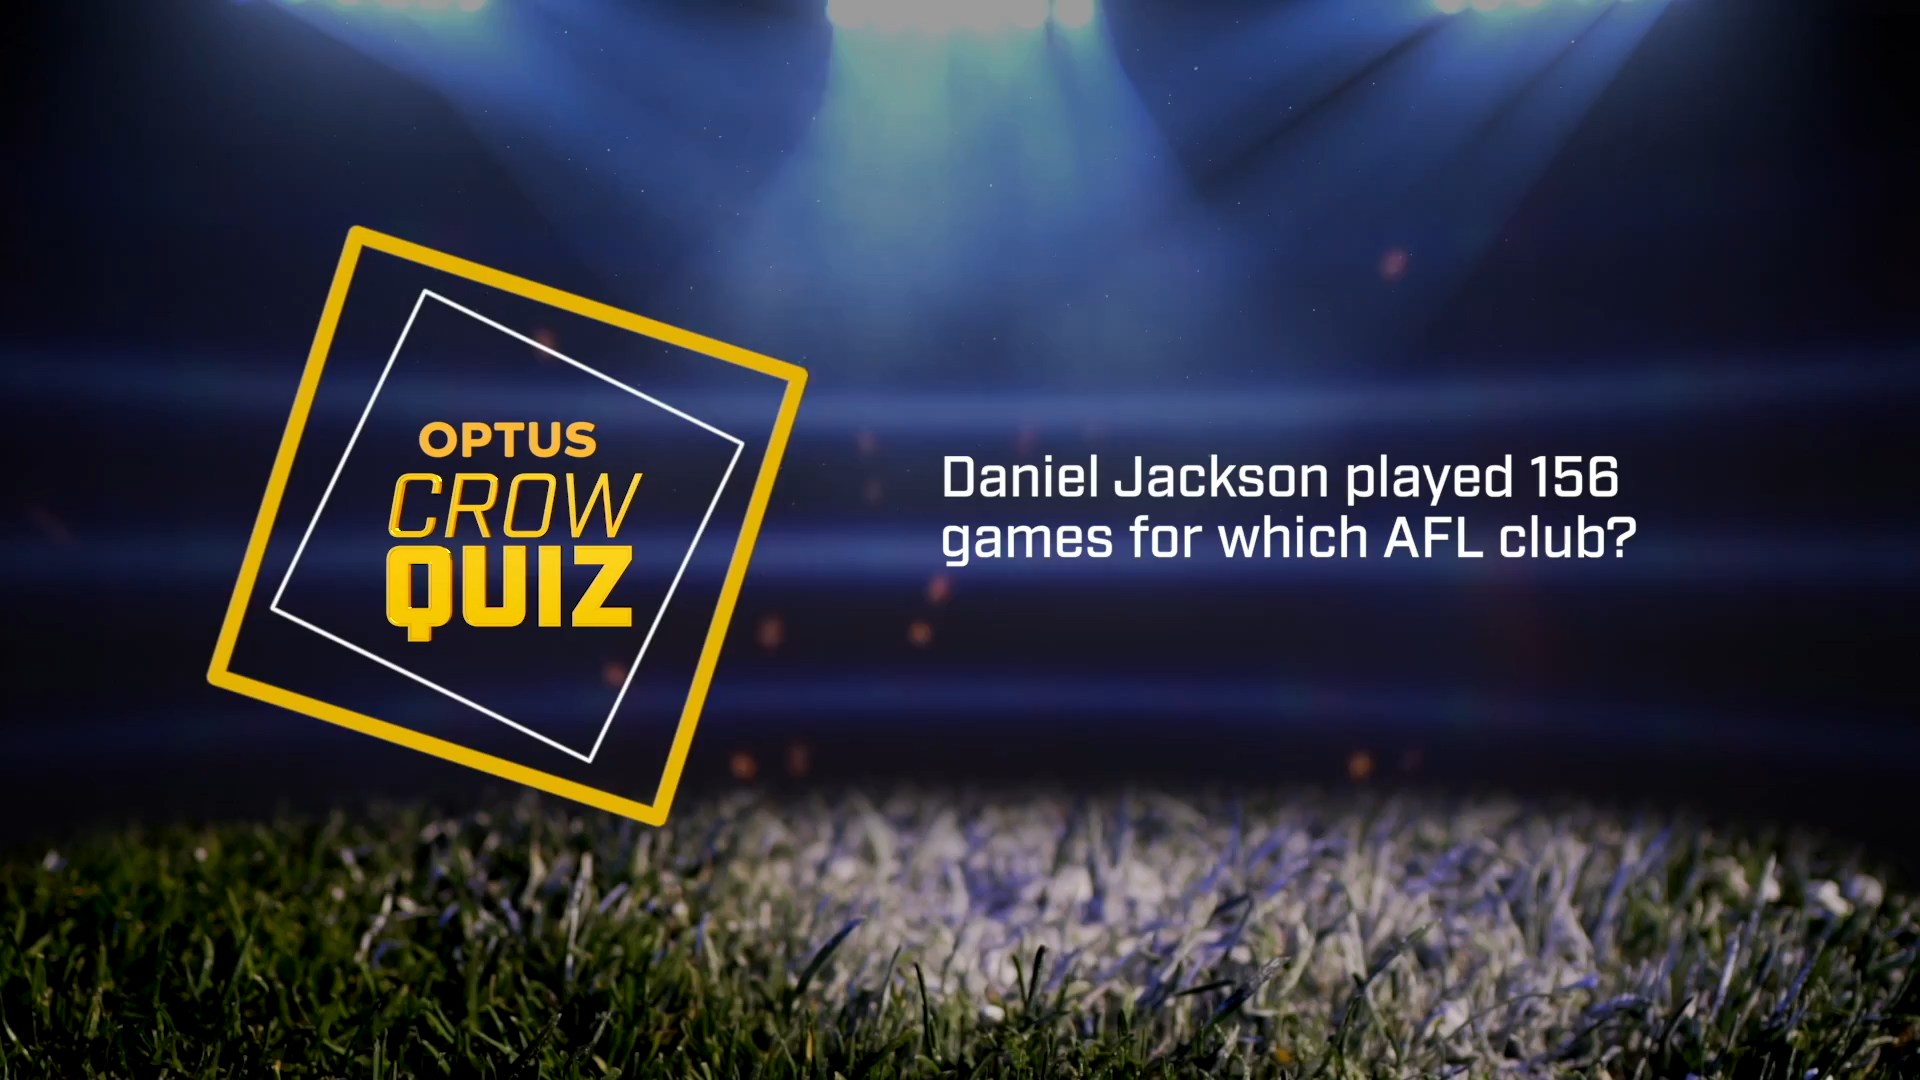 OPTUS
CROW
QUIZ
Daniel Jackson played 156
games for which AFL club?